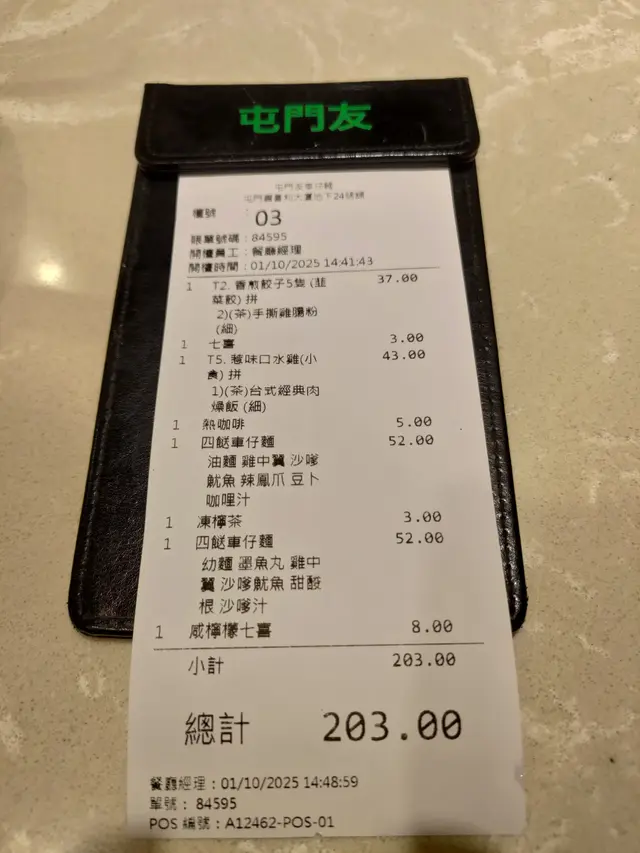 屯門友
屯門友車仔麵
屯門置喜利大廈地下24號舖
檯號 : 03
賬單號碼 : 84595
開檯員工 : 餐廳經理
開檯時間 : 01/10/2025 14:41:43
1 T2. 香煎餃子5隻 (韭 37.00
菜餃) 拼
2)(茶)手撕雞腸粉
(細)
1 七喜 3.00
1 T5. 惹味口水雞(小 43.00
食) 拼
1)(茶)台式經典肉
燥飯 (細)
1 熱咖啡 5.00
1 四餸車仔麵 52.00
油麵 雞中翼 沙嗲
魷魚 辣鳳爪 豆卜
咖哩汁
1 凍檸茶 3.00
1 四餸車仔麵 52.00
幼麵 墨魚丸 雞中
翼 沙嗲魷魚 甜酸
根 沙嗲汁
1 咸檸檬七喜 8.00
小計 203.00
總計 203.00
餐廳經理 : 01/10/2025 14:48:59
單號 : 84595
POS 編號 : A12462-POS-01